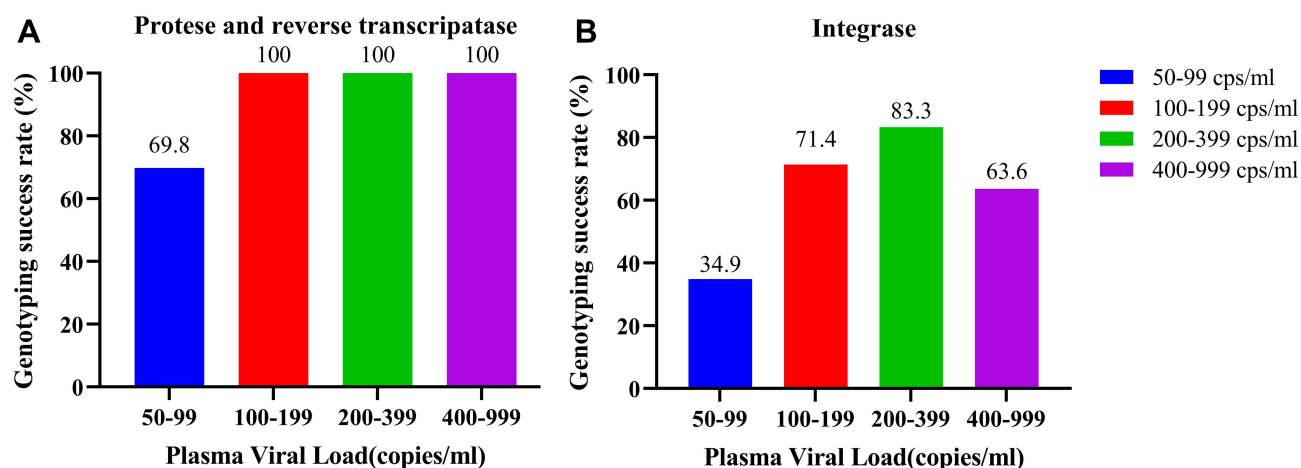 A
Protese and reverse transcripatase
Genotyping success rate (%)
100
80
60
40
20
0
69.8
100
100
100
50-99
100-199
200-399
400-999
Plasma Viral Load(copies/ml)
B
Integrase
Genotyping success rate (%)
100
80
60
40
20
0
34.9
71.4
83.3
63.6
50-99
100-199
200-399
400-999
Plasma Viral Load(copies/ml)
50-99 cps/ml
100-199 cps/ml
200-399 cps/ml
400-999 cps/ml